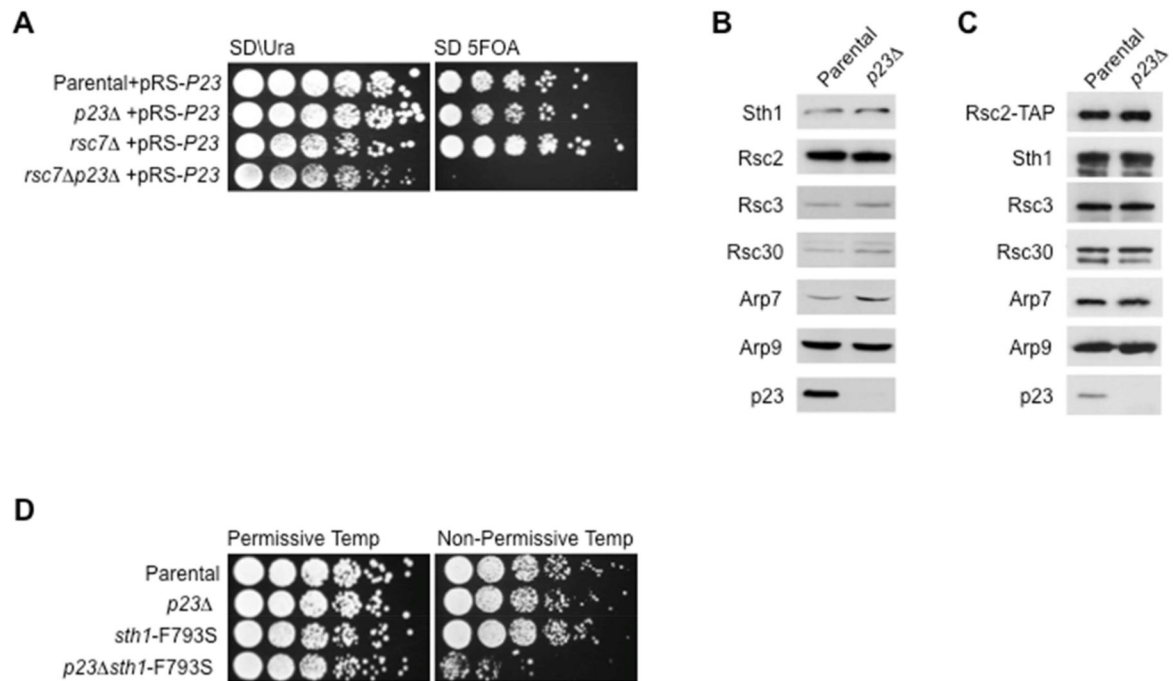 A
SD\Ura
SD 5FOA
Parental+pRS-P23
p23Δ +pRS-P23
rsc7Δ +pRS-P23
rsc7Δp23Δ +pRS-P23
B
Parental
p23Δ
Sth1
Rsc2
Rsc3
Rsc30
Arp7
Arp9
p23
C
Parental
p23Δ
Rsc2-TAP
Sth1
Rsc3
Rsc30
Arp7
Arp9
p23
D
Permissive Temp
Non-Permissive Temp
Parental
p23Δ
sth1-F793S
p23Δsth1-F793S